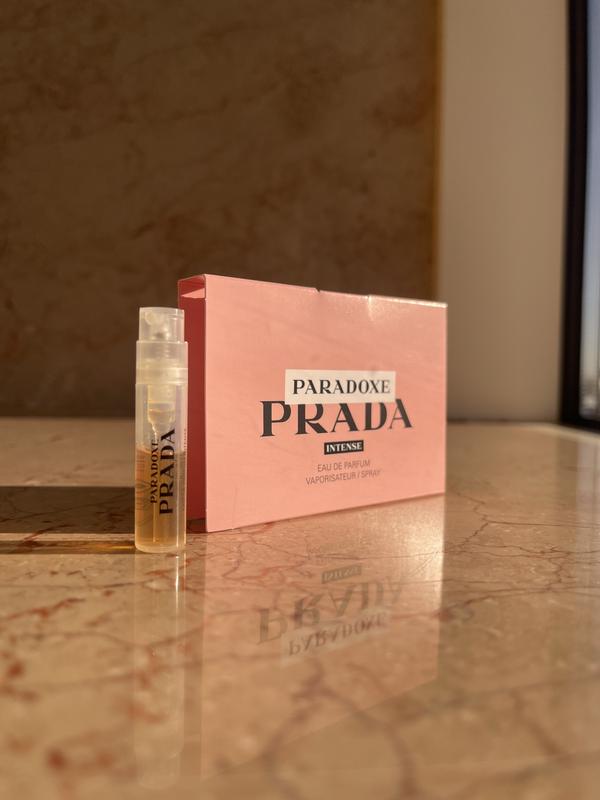 PARADOXE
PRADA
INTENSE
EAU DE PARFUM
VAPORISATEUR / SPRAY
PARADOXE
PRADA